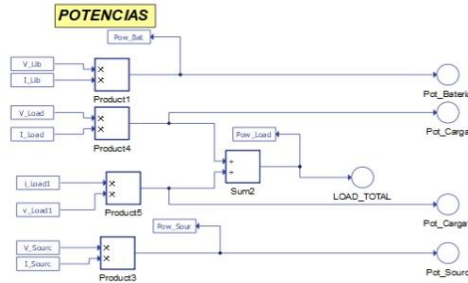 POTENCIAS
Pow_Bat
V_Lib
I_Lib
Product1
Pot_Bateria
V_Load
I_Load
Product4
Pot_Carga
Pow_Load
Sum2
LOAD_TOTAL
i_Load1
v_Load1
Product5
Pot_Carga
Pow_Sour
V_Sourc
I_Sourc
Product3
Pot_Sourc